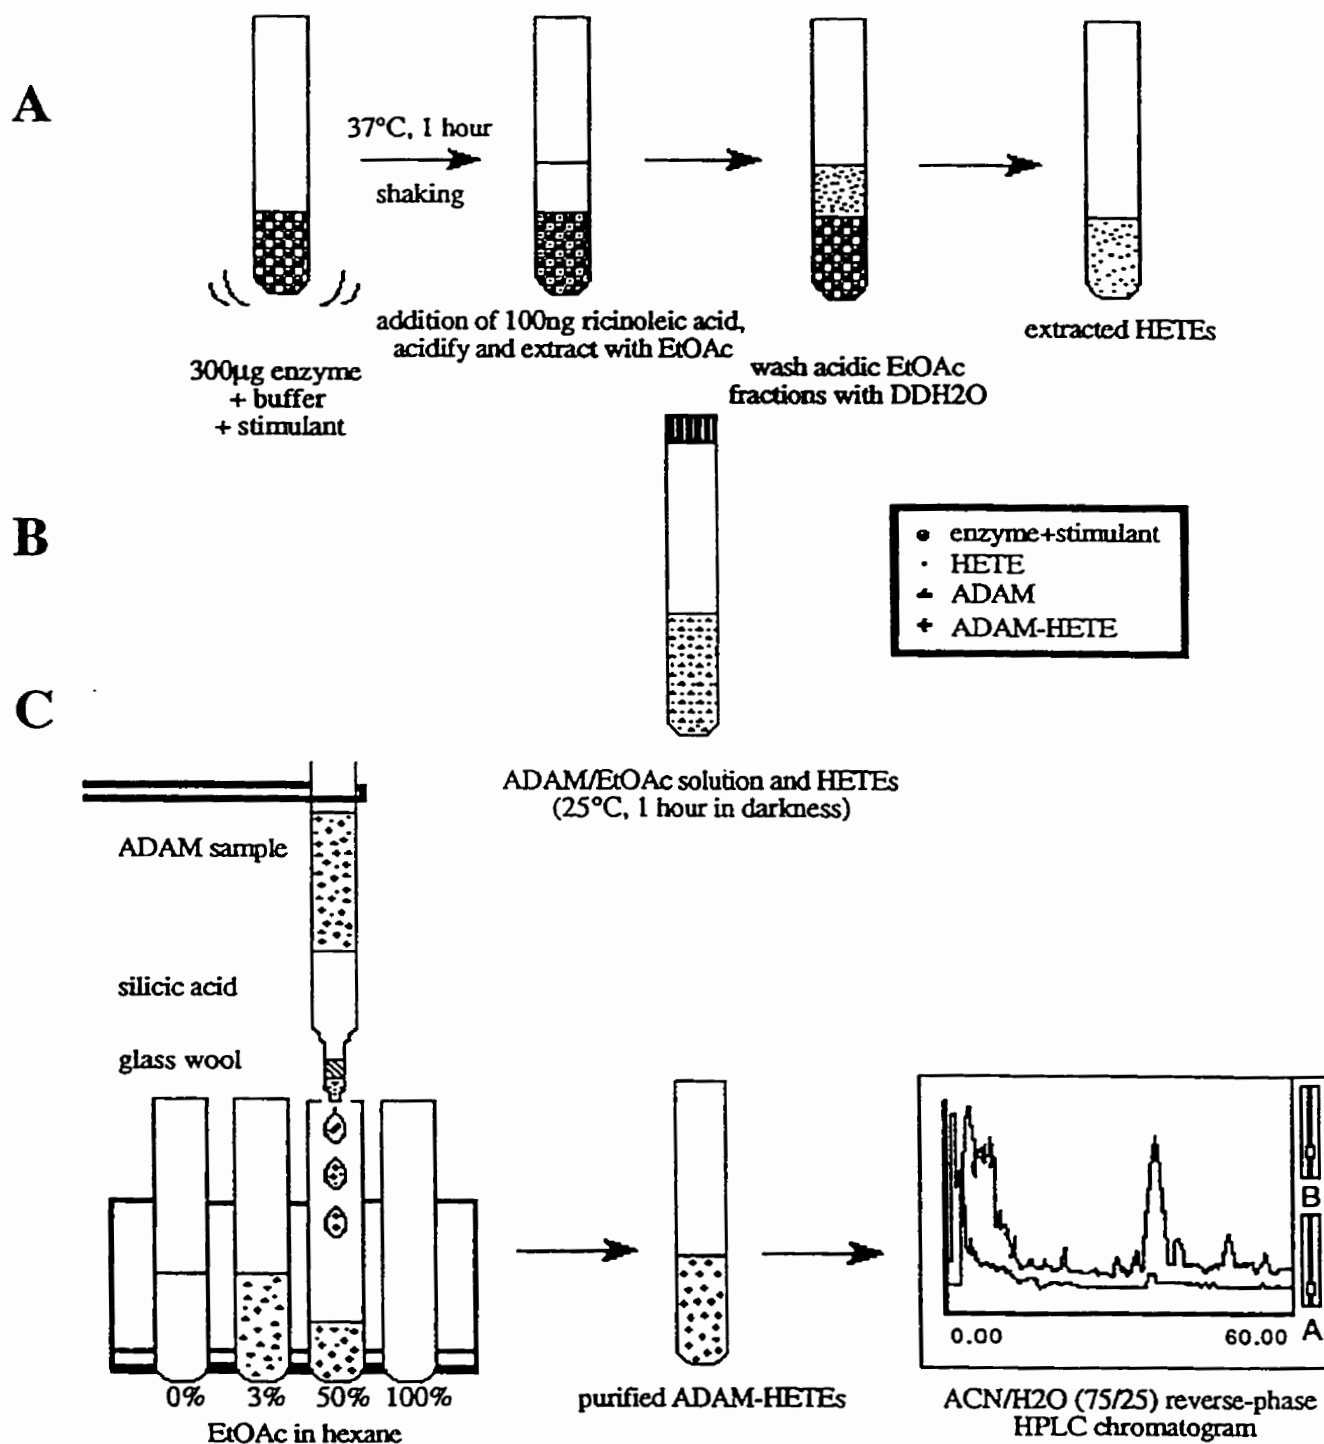 A
37°C, 1 hour
shaking
300µg enzyme
+ buffer
+ stimulant
addition of 100ng ricinoleic acid,
acidify and extract with EtOAc
wash acidic EtOAc
fractions with DDH2O
extracted HETEs
B
enzyme+stimulant
HETE
ADAM
ADAM-HETE
ADAM/EtOAc solution and HETEs
(25°C, 1 hour in darkness)
C
ADAM sample
silicic acid
glass wool
0% 3% 50% 100%
EtOAc in hexane
purified ADAM-HETEs
B
A
0.00 60.00
ACN/H2O (75/25) reverse-phase
HPLC chromatogram